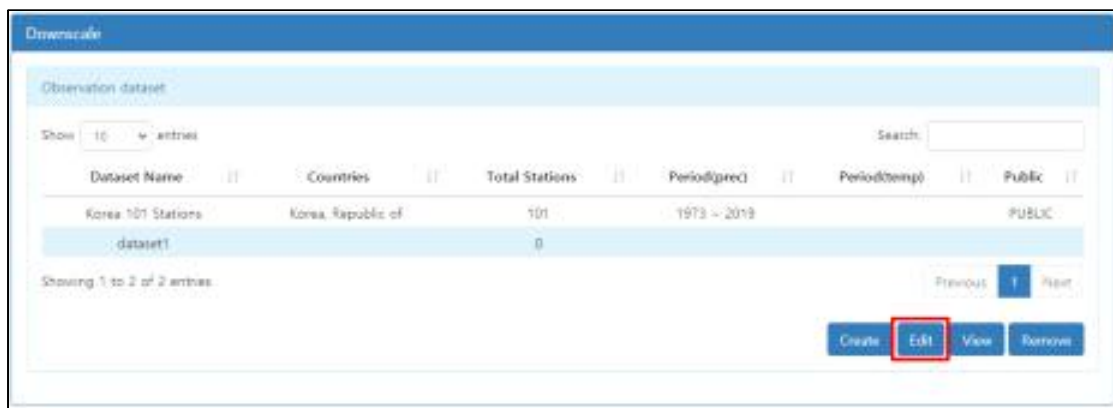 Downscale
Observation dataset
Show 10 entries Search:
Dataset Name Countries Total Stations Period(prec) Period(temp) Public
Korea 101 Stations Korea, Republic of 101 1973 ~ 2019 PUBLIC
dataset1 0
Showing 1 to 2 of 2 entries
Previous 1 Next
Create Edit View Remove